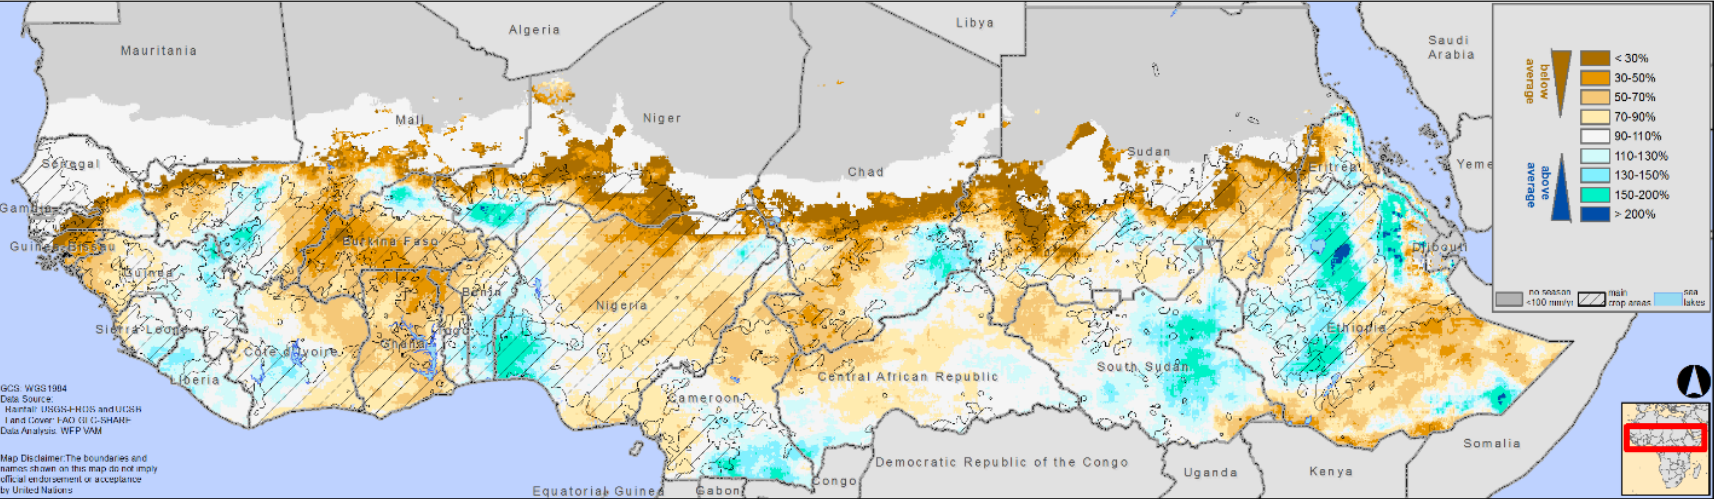 Algeria
Libya
Saudi
Arabia
Mauritania
Mali
Niger
Chad
Sudan
Yeme
Senegal
Eritrea
Gambia
Guinea-Bissau
Burkina Faso
Djibouti
Guinea
Benin
Nigeria
Sierra Leone
Togo
Ethiopia
Cote d'Ivoire
Ghana
Liberia
Central African Republic
South Sudan
Cameroon
Somalia
Democratic Republic of the Congo
Uganda
Kenya
Congo
Equatorial Guinea
Gabon
below
average
above
average
< 30%
30-50%
50-70%
70-90%
90-110%
110-130%
130-150%
150-200%
> 200%
no season
<100 mm/yr
main
crop areas
sea
lakes
GCS. WGS1984
Data Source:
Rainfall: USGS-EROS and UCSB
Land Cover: FAO GLC-SHARE
Data Analysis: WFP VAM
Map Disclaimer:The boundaries and
names shown on this map do not imply
official endorsement or acceptance
by United Nations